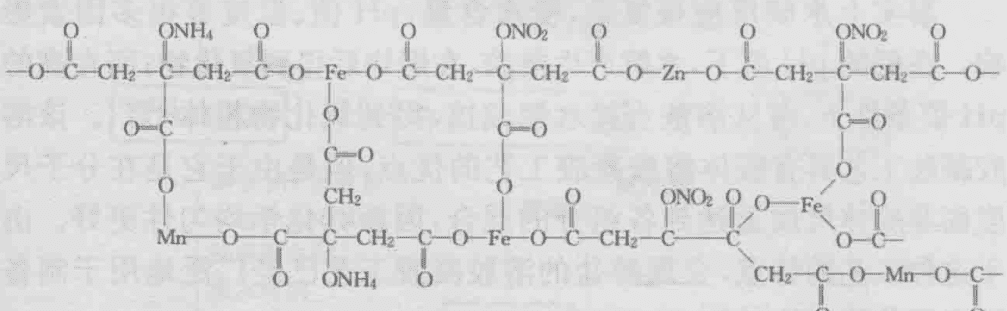 O ONH₄ O O ONO₂ O O ONO₂ O
—O—C—CH₂—CH₂—C—O—Fe—O—C—CH₂—CH₂—C—O—Zn—O—C—CH₂—CH₂—C—O—
O
O=C O=C C=O
C=O
O O O
CH₂ ONO₂ O O—Fe O
Mn—O—C—CH₂—C—O—Fe—O—C—CH₂—C—C O—C—
O ONH₄ O CH₂—C—O—Mn—O—C—
O O